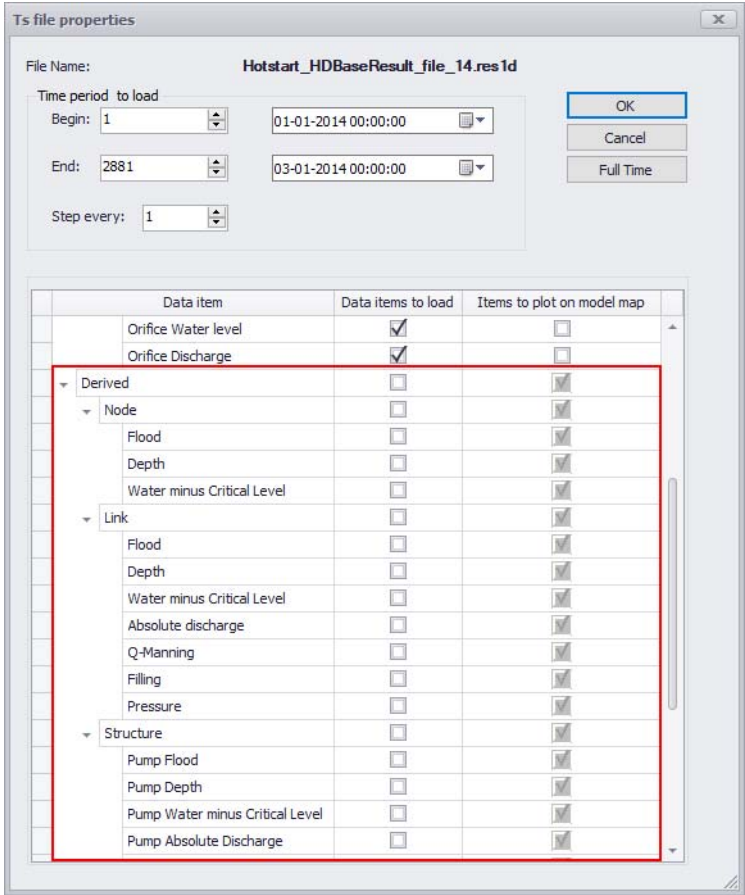 Ts file properties
File Name: Hotstart_HDBaseResult_file_14.res1d
Time period to load
Begin: 1 01-01-2014 00:00:00
End: 2881 03-01-2014 00:00:00
Step every: 1
OK
Cancel
Full Time
Data item Data items to load Items to plot on model map
Orifice Water level
Orifice Discharge
Derived
Node
Flood
Depth
Water minus Critical Level
Link
Flood
Depth
Water minus Critical Level
Absolute discharge
Q-Manning
Filling
Pressure
Structure
Pump Flood
Pump Depth
Pump Water minus Critical Level
Pump Absolute Discharge